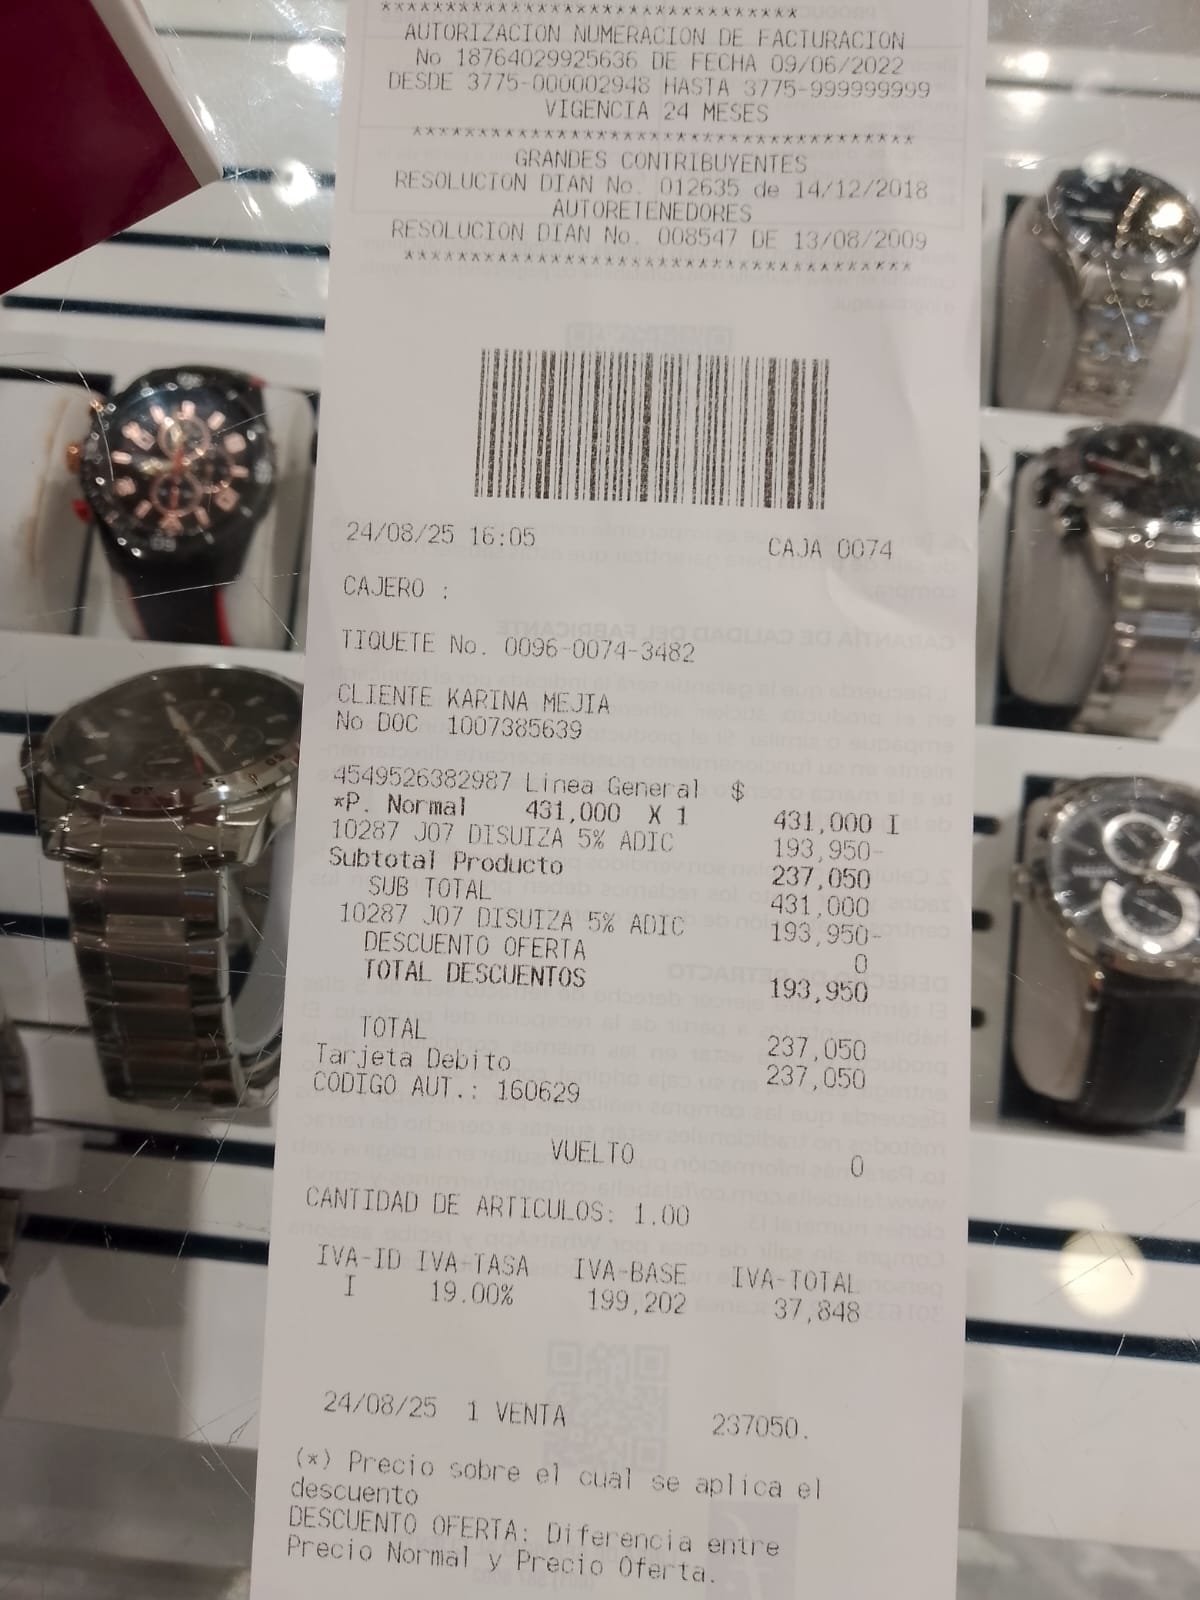 AUTORIZACION NUMERACION DE FACTURACION
No 18764029925636 DE FECHA 09/06/2022
DESDE 3775-000002948 HASTA 3775-999999999
VIGENCIA 24 MESES
GRANDES CONTRIBUYENTES
RESOLUCION DIAN No. 012635 de 14/12/2018
AUTORETENEDORES
RESOLUCION DIAN No. 008547 DE 13/08/2009
24/08/25 16:05 CAJA 0074
CAJERO :
TIQUETE No. 0096-0074-3482
CLIENTE KARINA MEJIA
No DOC 1007385639
4549526382987 Linea General $
*P. Normal 431,000 X 1 431,000 I
10287 J07 DISUIZA 5% ADIC 193,950-
Subtotal Producto 237,050
SUB TOTAL 431,000
10287 J07 DISUIZA 5% ADIC 193,950-
DESCUENTO OFERTA 0
TOTAL DESCUENTOS 193,950
TOTAL 237,050
Tarjeta Debito 237,050
CODIGO AUT.: 160629
VUELTO 0
CANTIDAD DE ARTICULOS: 1.00
IVA-ID IVA-TASA IVA-BASE IVA-TOTAL
I 19.00% 199,202 37,848
24/08/25 1 VENTA 237050.
(*) Precio sobre el cual se aplica el
descuento
DESCUENTO OFERTA: Diferencia entre
Precio Normal y Precio Oferta.